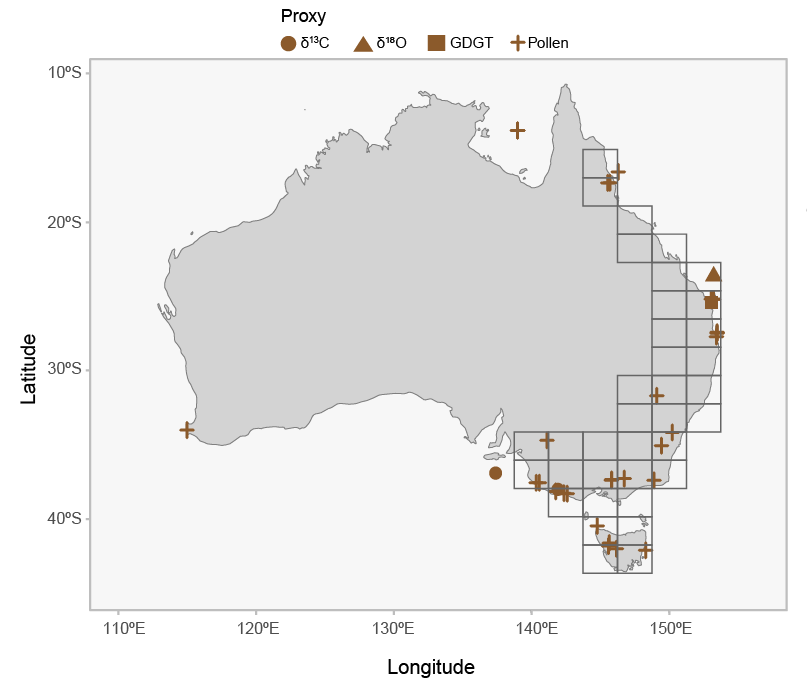 Proxy
δ¹³C δ¹⁸O GDGT Pollen
10ºS
20ºS
30ºS
40ºS
Latitude
110ºE 120ºE 130ºE 140ºE 150ºE
Longitude